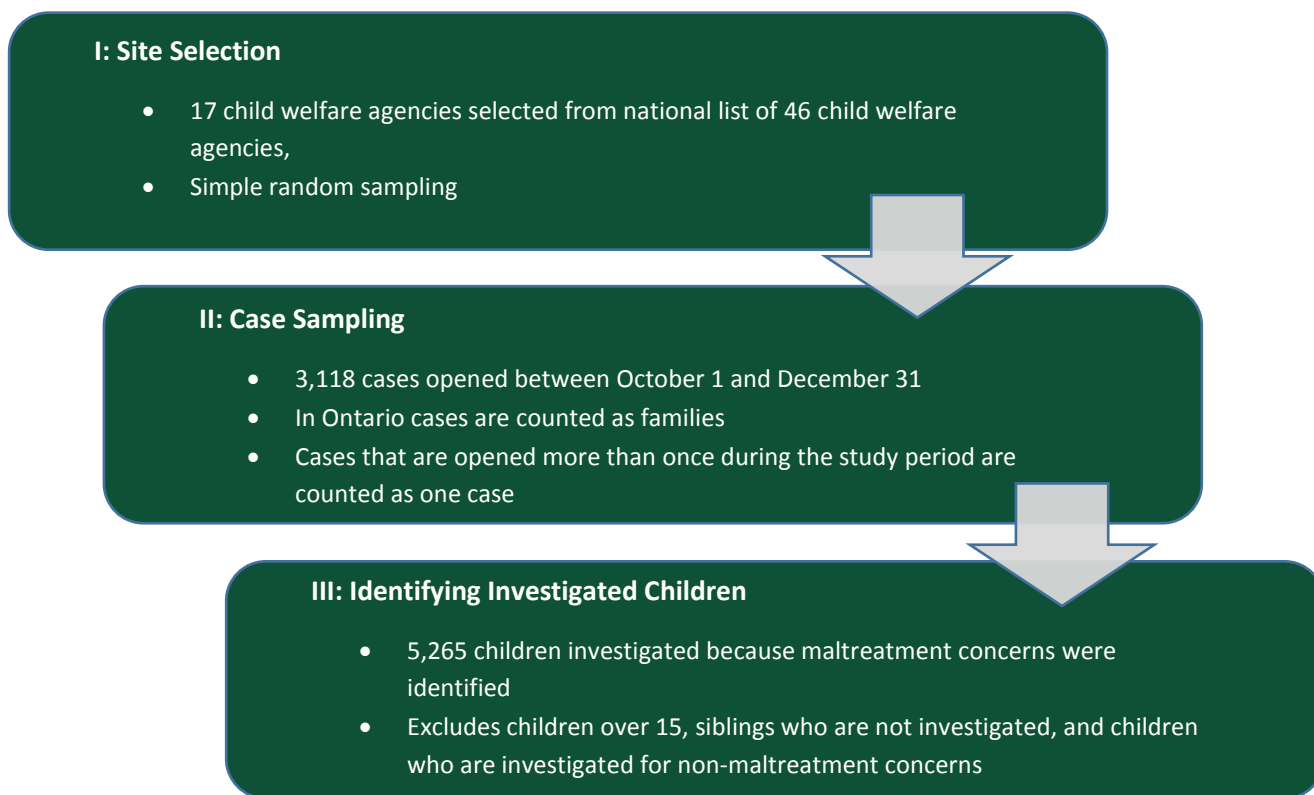 I: Site Selection
• 17 child welfare agencies selected from national list of 46 child welfare
agencies,
• Simple random sampling
II: Case Sampling
• 3,118 cases opened between October 1 and December 31
• In Ontario cases are counted as families
• Cases that are opened more than once during the study period are
counted as one case
III: Identifying Investigated Children
• 5,265 children investigated because maltreatment concerns were
identified
• Excludes children over 15, siblings who are not investigated, and children
who are investigated for non-maltreatment concerns